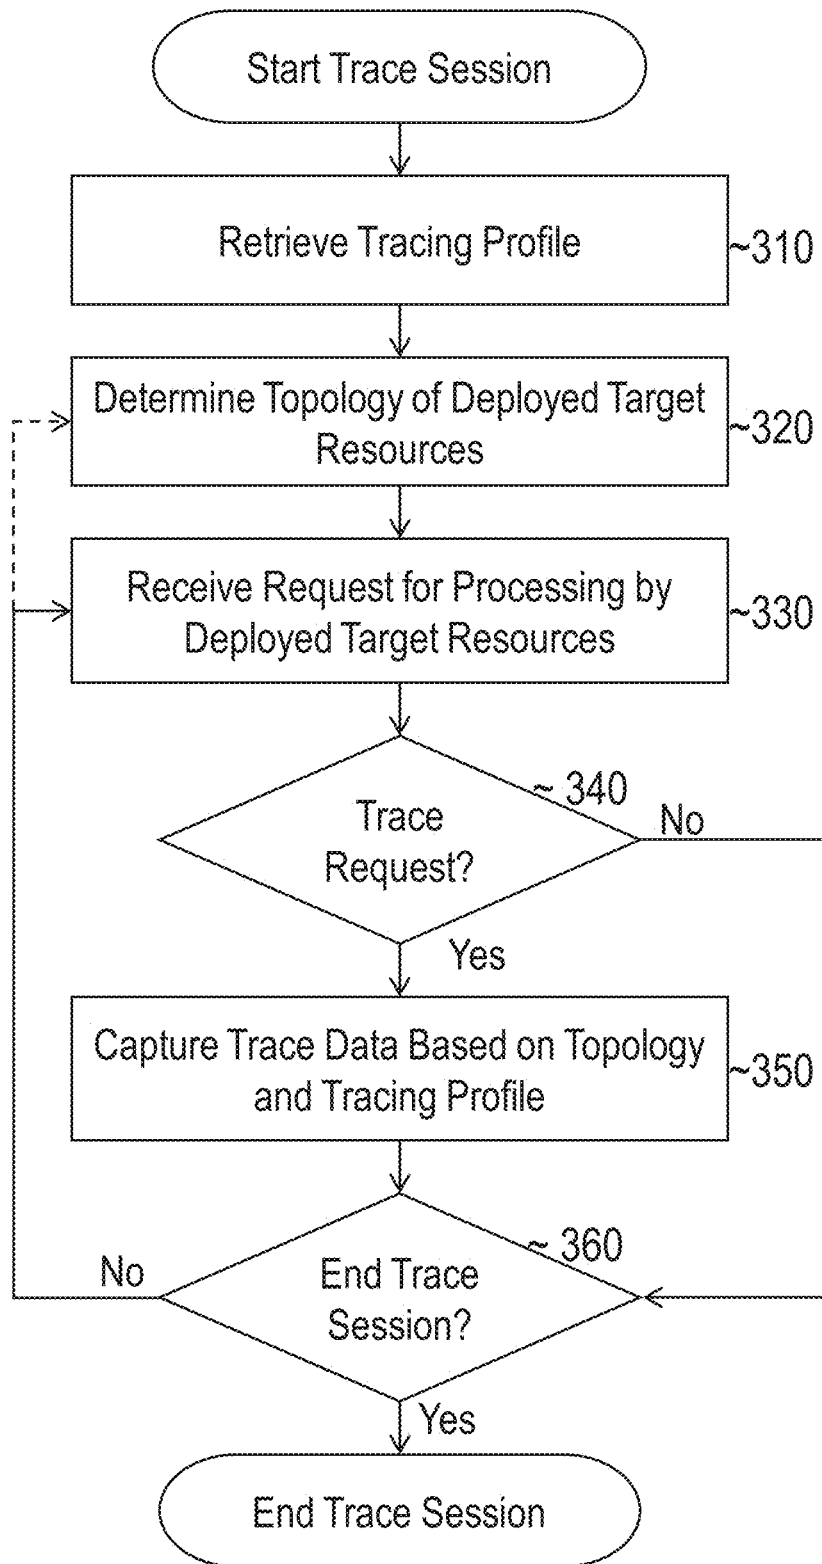 Start Trace Session
Retrieve Tracing Profile
~310
Determine Topology of Deployed Target
Resources
~320
Receive Request for Processing by
Deployed Target Resources
~330
~ 340
Trace
Request?
No
Yes
Capture Trace Data Based on Topology
and Tracing Profile
~350
~ 360
No
End Trace
Session?
Yes
End Trace Session